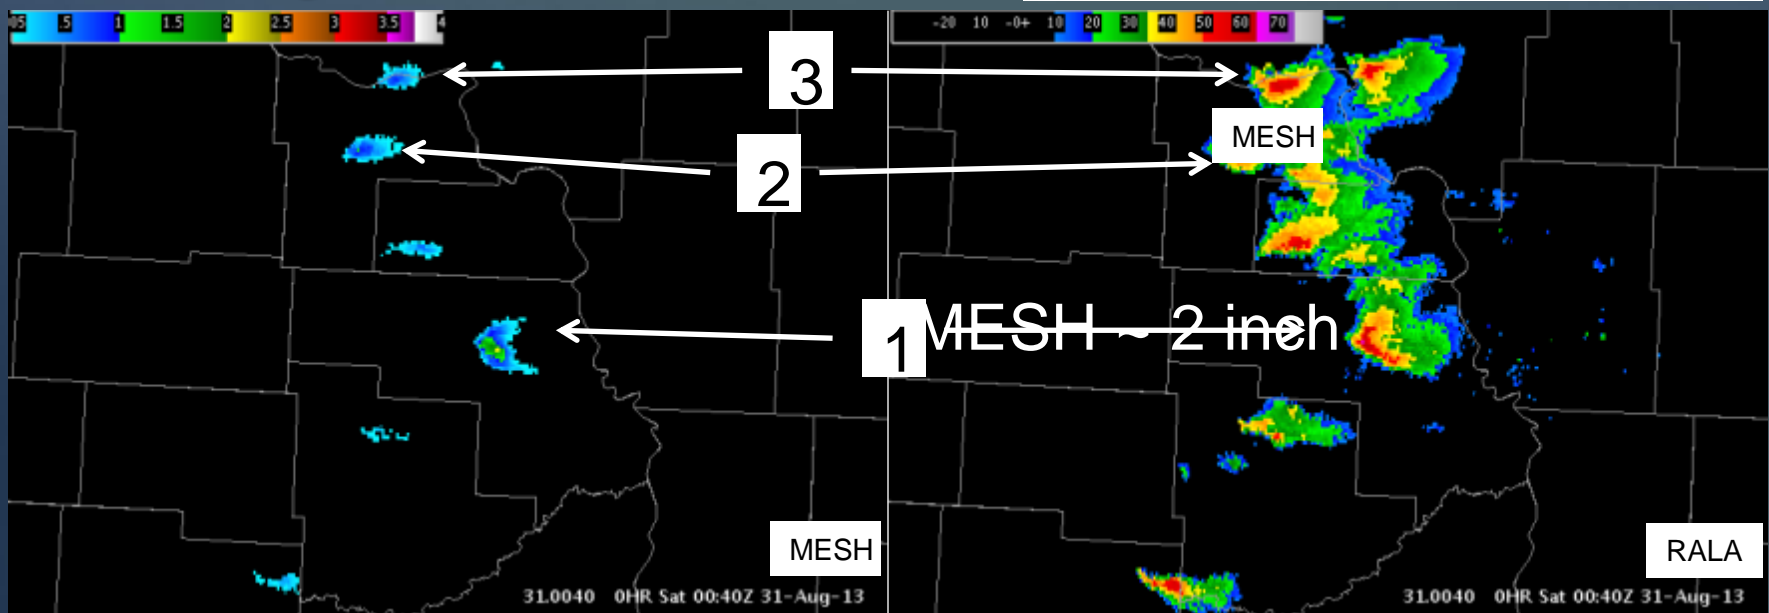 05 .5 1 1.5 2 2.5 3 3.5 4
-20 10 -0+ 10 20 30 40 50 60 70
3
MESH
2
1
MESH ~ 2 inch
MESH
RALA
31.0040 0HR Sat 00:40Z 31-Aug-13
31.0040 0HR Sat 00:40Z 31-Aug-13